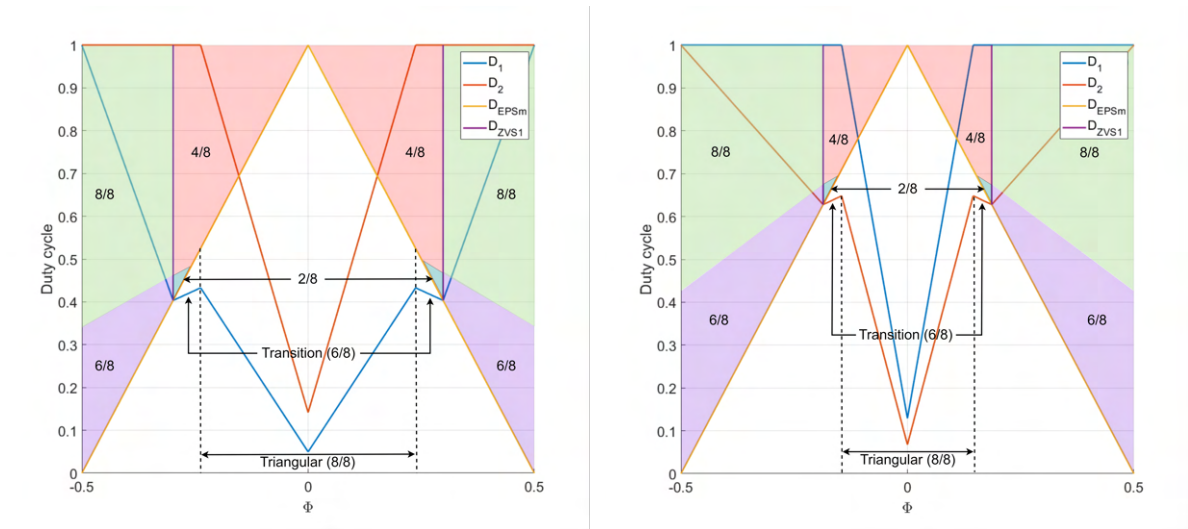 1
0.9
0.8
0.7
0.6
0.5
0.4
0.3
0.2
0.1
0
Duty cycle
-0.5
0
0.5
Φ
D1
D2
DEPSm
DZVS1
4/8
4/8
8/8
8/8
2/8
Transition (6/8)
6/8
6/8
Triangular (8/8)
1
0.9
0.8
0.7
0.6
0.5
0.4
0.3
0.2
0.1
0
Duty cycle
-0.5
0
0.5
Φ
D1
D2
DEPSm
DZVS1
4/8
4/8
8/8
8/8
2/8
6/8
6/8
Transition (6/8)
Triangular (8/8)